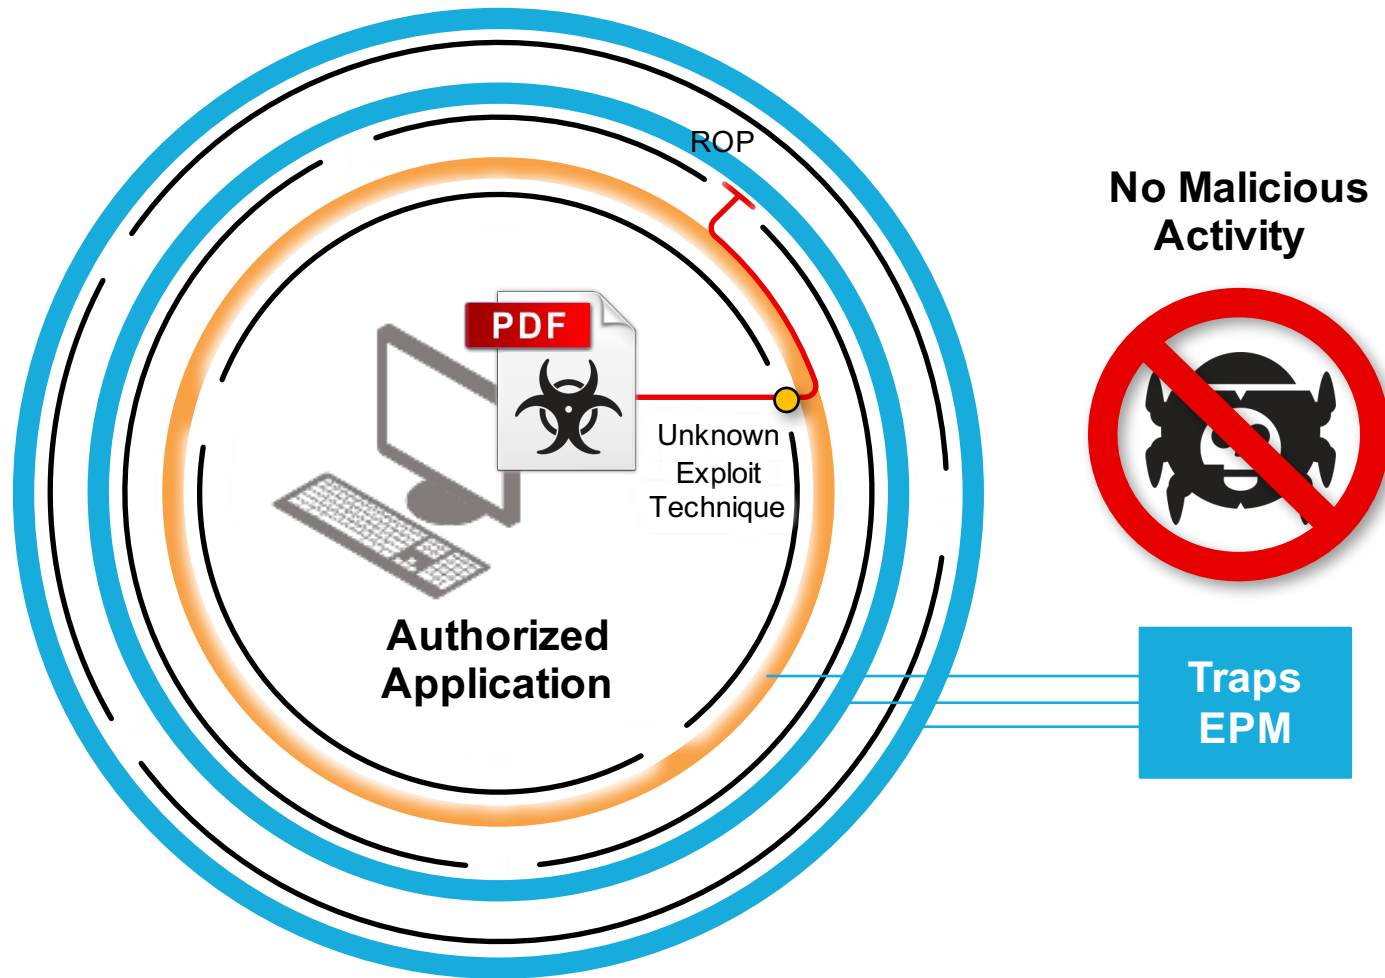 ROP
No Malicious
Activity
PDF
Unknown
Exploit
Technique
Authorized
Application
Traps
EPM